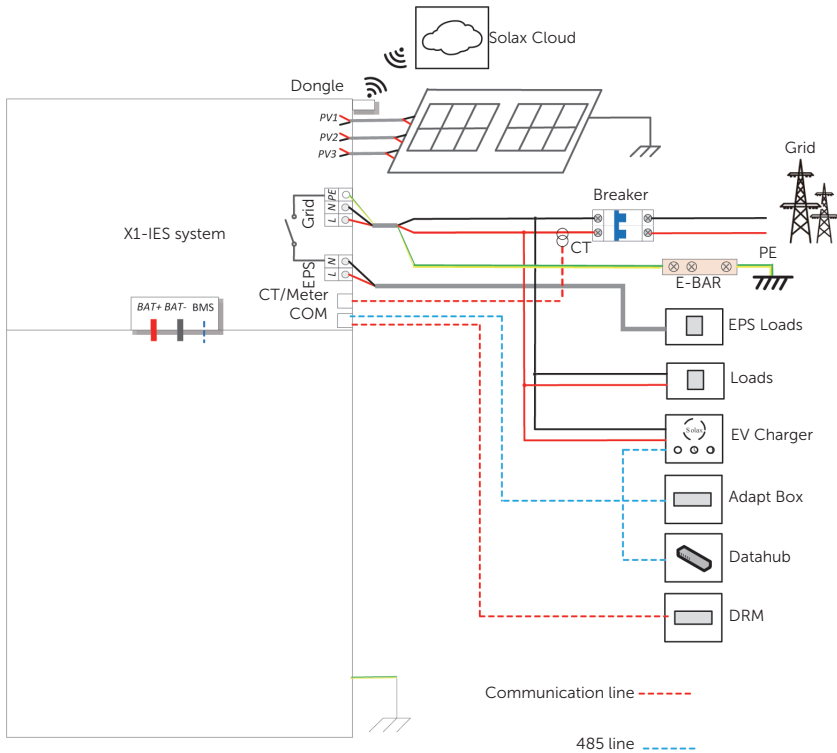 Solax Cloud
Dongle
PV1
PV2
PV3
Grid
Breaker
PE
N
L
Grid
X1-IES system
CT
PE
E-BAR
N
L
EPS
CT/Meter
COM
BAT+ BAT- BMS
EPS Loads
Loads
Solax
EV Charger
Adapt Box
Datahub
DRM
Communication line
485 line